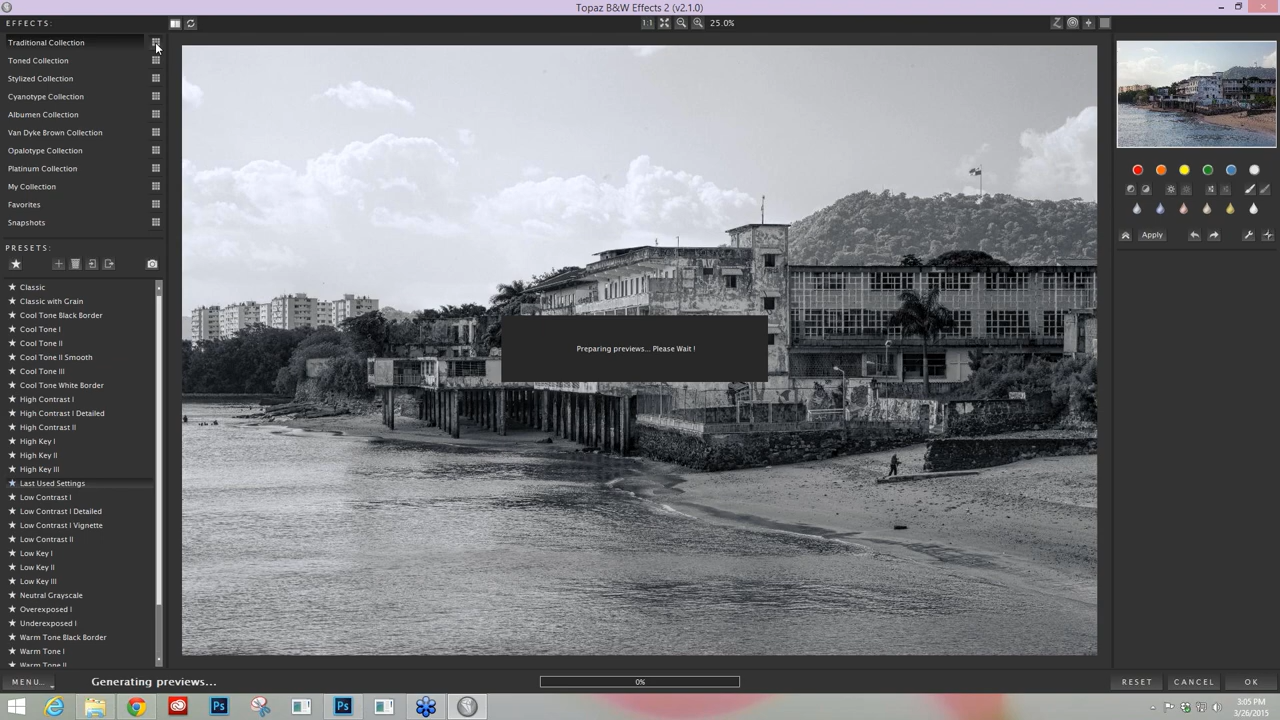 Topaz B&W Effects 2 (v2.1.0)
EFFECTS:
1:1
25.0%
Traditional Collection
Toned Collection
Stylized Collection
Cyanotype Collection
Albumen Collection
Van Dyke Brown Collection
Opalotype Collection
Platinum Collection
My Collection
Favorites
Snapshots
Apply
PRESETS:
Classic
Classic with Grain
Cool Tone Black Border
Cool Tone I
Cool Tone II
Cool Tone II Smooth
Cool Tone III
Cool Tone White Border
High Contrast I
High Contrast I Detailed
High Contrast II
High Key I
High Key II
High Key III
Last Used Settings
Low Contrast I
Low Contrast I Detailed
Low Contrast I Vignette
Low Contrast II
Low Key I
Low Key II
Low Key III
Neutral Grayscale
Overexposed I
Underexposed I
Warm Tone Black Border
Warm Tone I
Warm Tone II
Preparing previews... Please Wait !
MENU...
Generating previews...
0%
RESET
CANCEL
OK
Ps
Ps
3:05 PM
3/26/2015